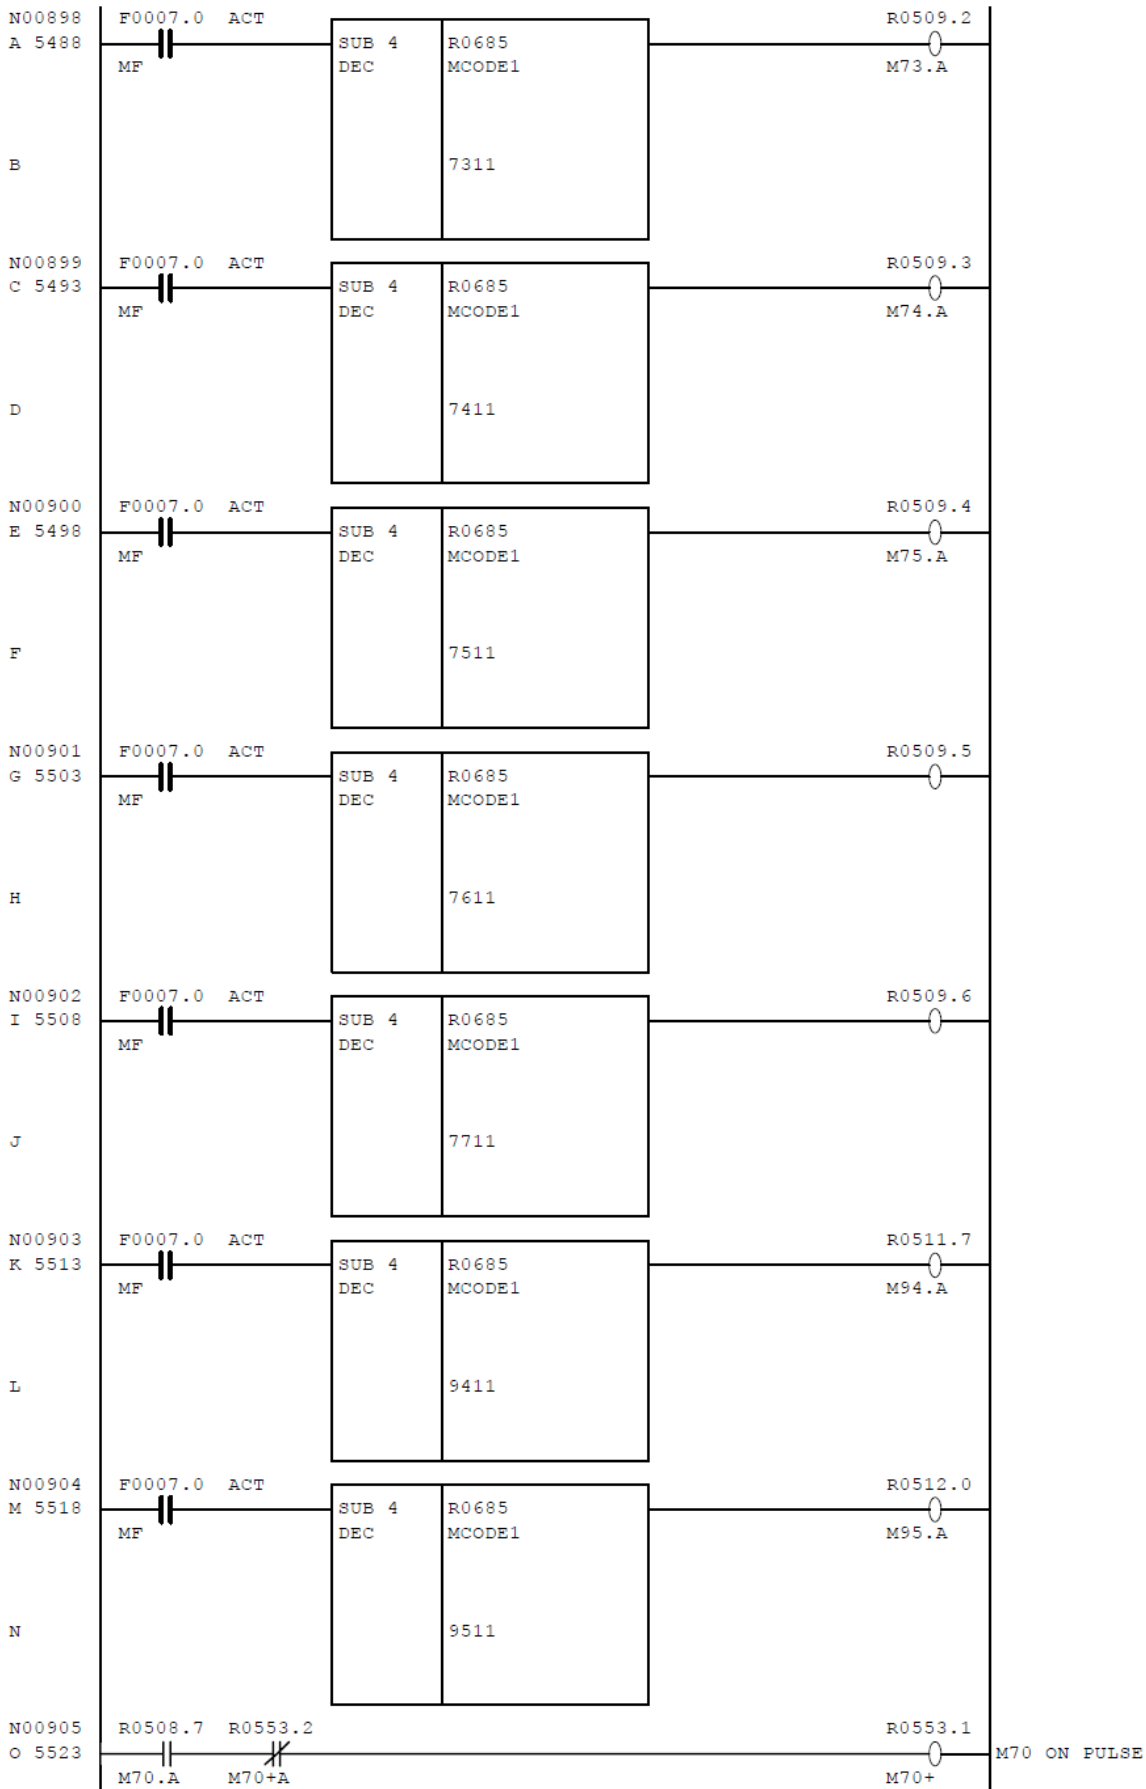 N00898 F0007.0 ACT R0509.2
A 5488 SUB 4 R0685
MF DEC MCODE1 M73.A
B 7311
N00899 F0007.0 ACT R0509.3
C 5493 SUB 4 R0685
MF DEC MCODE1 M74.A
D 7411
N00900 F0007.0 ACT R0509.4
E 5498 SUB 4 R0685
MF DEC MCODE1 M75.A
F 7511
N00901 F0007.0 ACT R0509.5
G 5503 SUB 4 R0685
MF DEC MCODE1
H 7611
N00902 F0007.0 ACT R0509.6
I 5508 SUB 4 R0685
MF DEC MCODE1
J 7711
N00903 F0007.0 ACT R0511.7
K 5513 SUB 4 R0685
MF DEC MCODE1 M94.A
L 9411
N00904 F0007.0 ACT R0512.0
M 5518 SUB 4 R0685
MF DEC MCODE1 M95.A
N 9511
N00905 R0508.7 R0553.2 R0553.1
O 5523 M70 ON PULSE
M70.A M70+A M70+